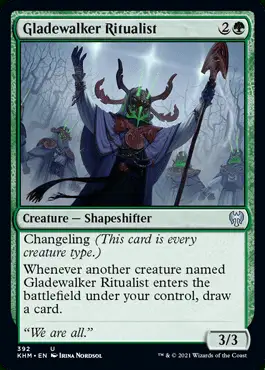 Gladewalker Ritualist 2
Creature — Shapeshifter
Changeling (This card is every
creature type.)
Whenever another creature named
Gladewalker Ritualist enters the
battlefield under your control, draw
a card.
“We are all.”
3/3
392 U
KHM • EN Irina Nordsol
™ & © 2021 Wizards of the Coast